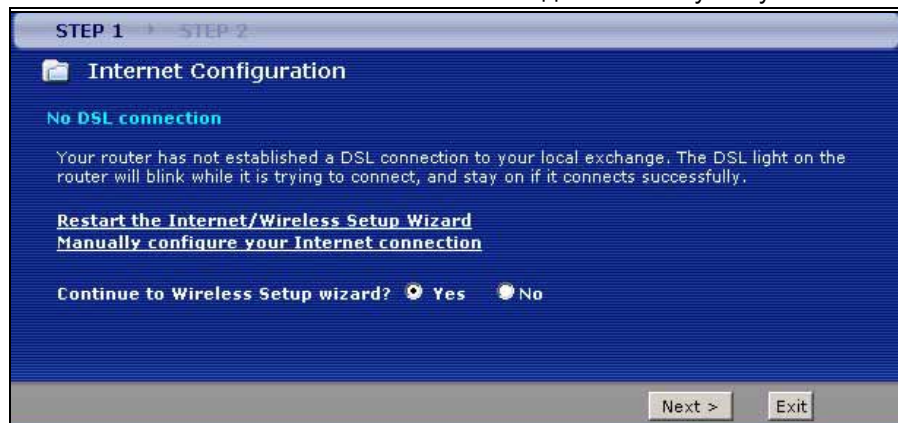 STEP 1 STEP 2
Internet Configuration
No DSL connection
Your router has not established a DSL connection to your local exchange. The DSL light on the
router will blink while it is trying to connect, and stay on if it connects successfully.
Restart the Internet/Wireless Setup Wizard
Manually configure your Internet connection
Continue to Wireless Setup wizard? Yes No
Next > Exit